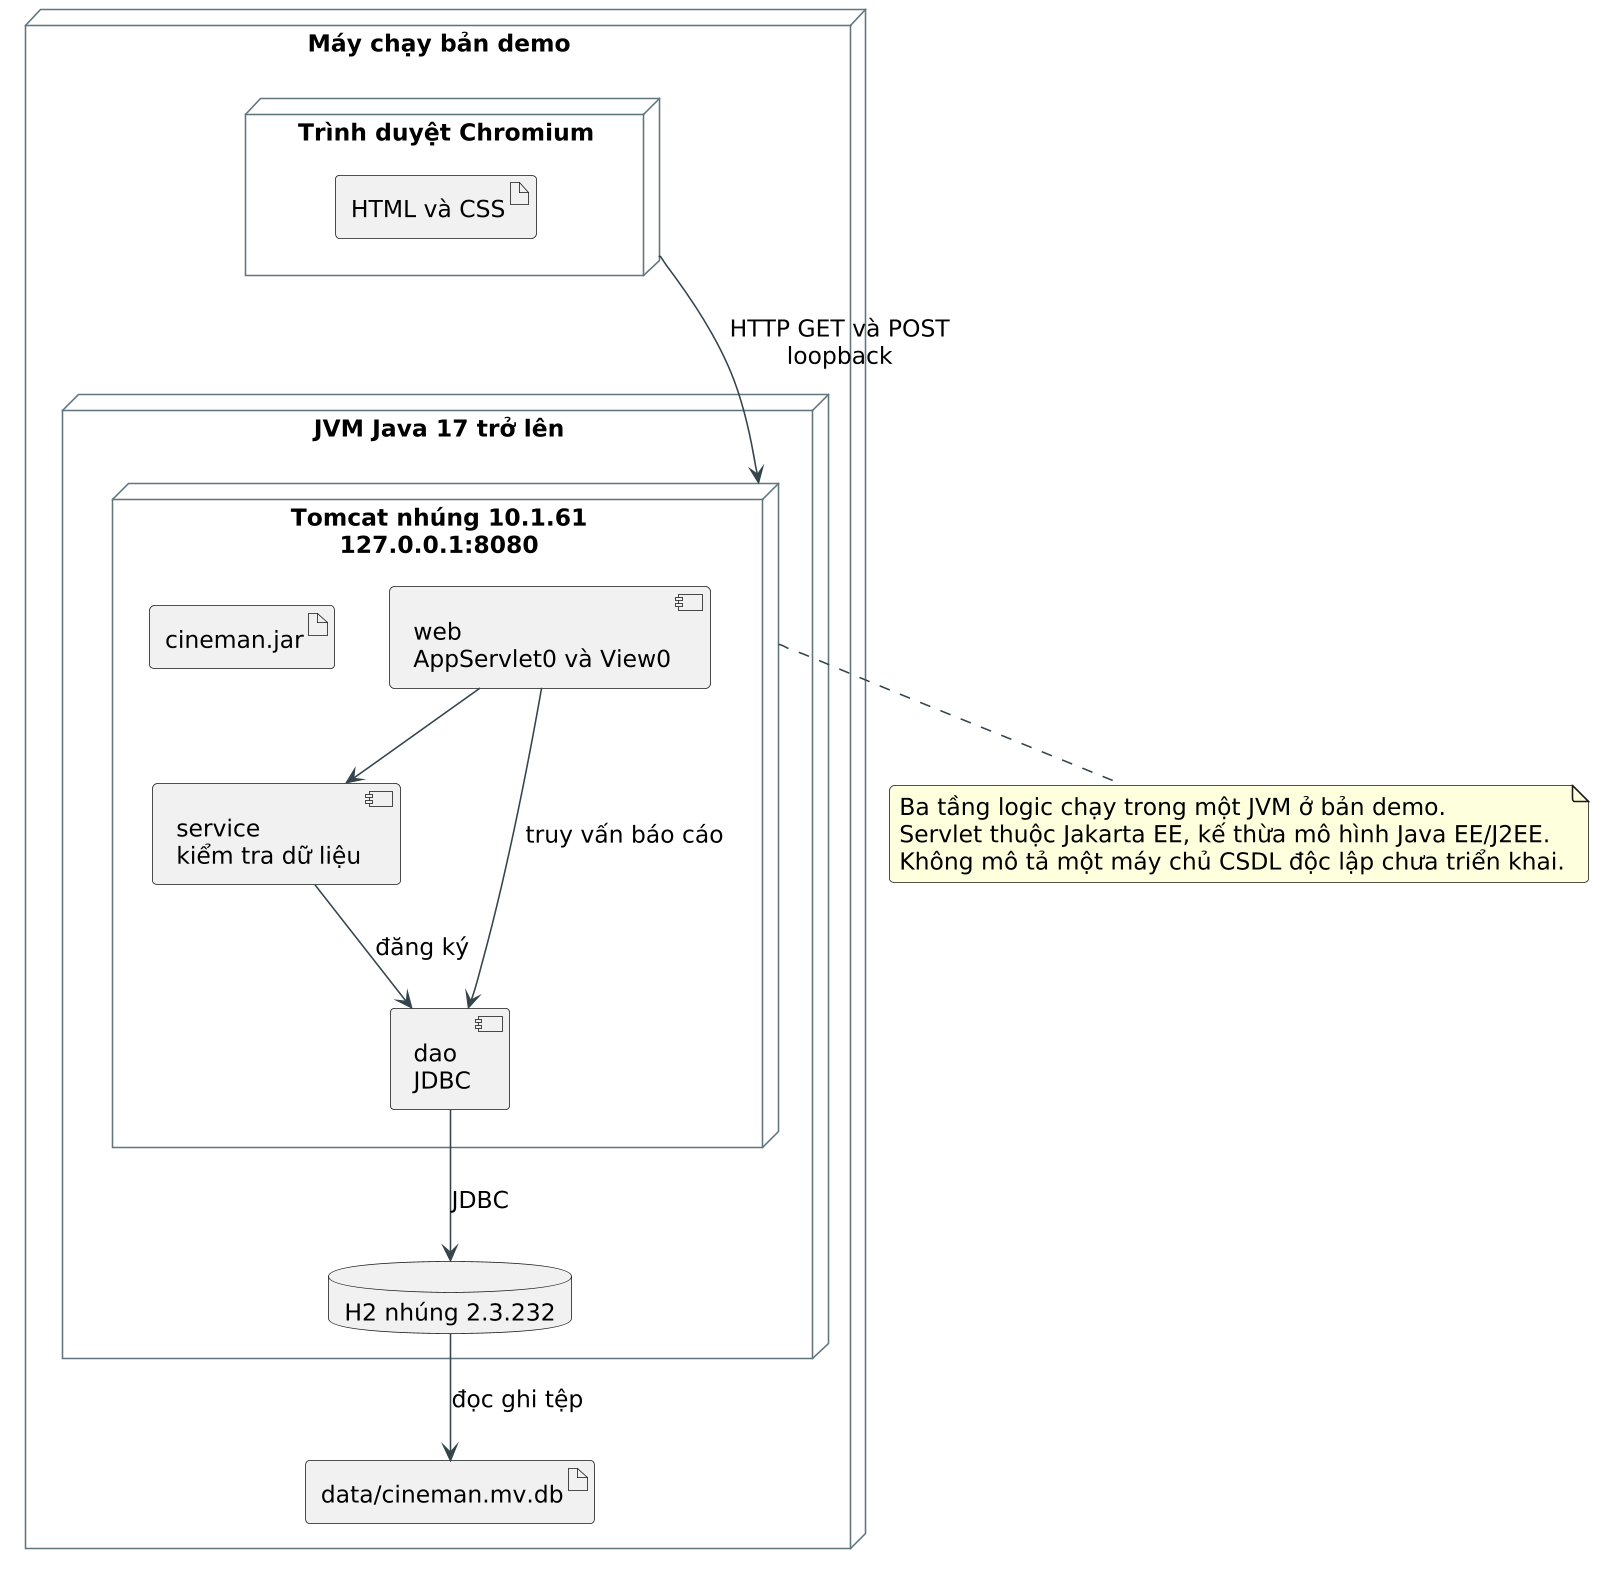 Máy chạy bản demo
Trình duyệt Chromium
HTML và CSS
HTTP GET và POST
loopback
JVM Java 17 trở lên
Tomcat nhúng 10.1.61
127.0.0.1:8080
cineman.jar
web
AppServlet0 và View0
service
kiểm tra dữ liệu
truy vấn báo cáo
Ba tầng logic chạy trong một JVM ở bản demo.
Servlet thuộc Jakarta EE, kế thừa mô hình Java EE/J2EE.
Không mô tả một máy chủ CSDL độc lập chưa triển khai.
đăng ký
dao
JDBC
JDBC
H2 nhúng 2.3.232
đọc ghi tệp
data/cineman.mv.db